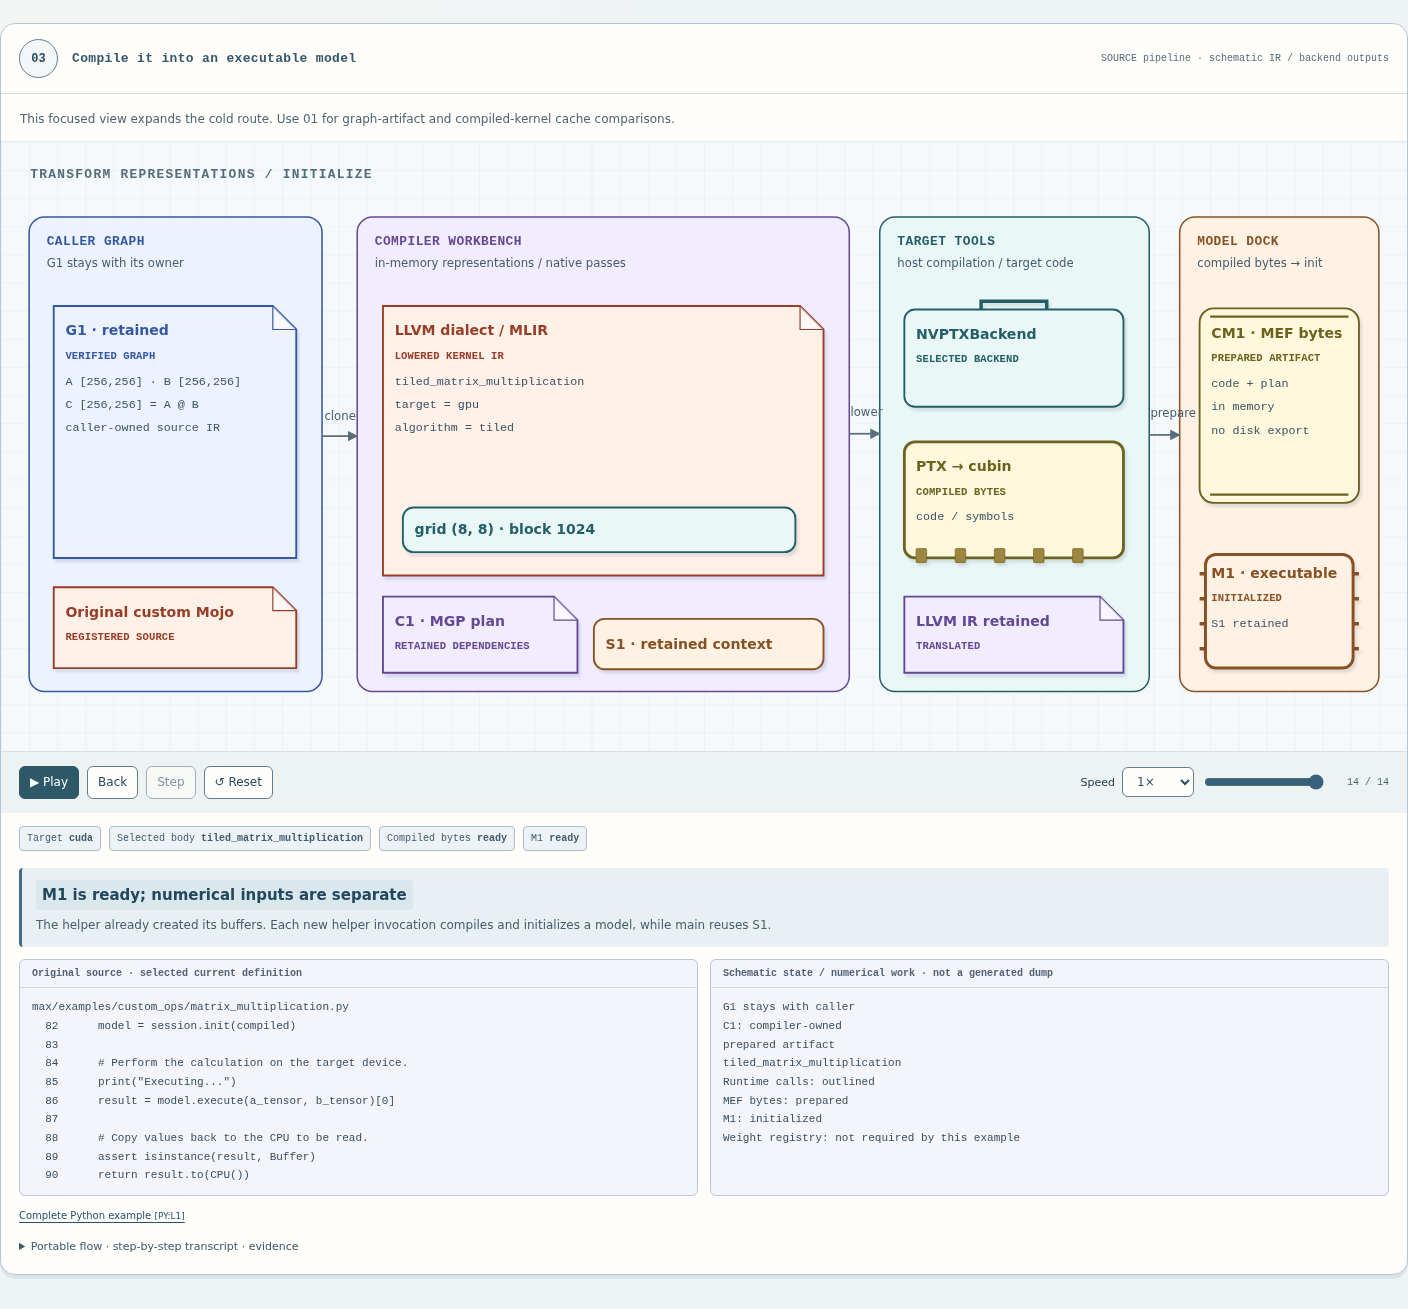 03 Compile it into an executable model
SOURCE pipeline · schematic IR / backend outputs
This focused view expands the cold route. Use 01 for graph-artifact and compiled-kernel cache comparisons.
TRANSFORM REPRESENTATIONS / INITIALIZE
CALLER GRAPH
G1 stays with its owner
G1 · retained
VERIFIED GRAPH
A [256,256] · B [256,256]
C [256,256] = A @ B
caller-owned source IR
Original custom Mojo
REGISTERED SOURCE
clone
COMPILER WORKBENCH
in-memory representations / native passes
LLVM dialect / MLIR
LOWERED KERNEL IR
tiled_matrix_multiplication
target = gpu
algorithm = tiled
grid (8, 8) · block 1024
C1 · MGP plan
RETAINED DEPENDENCIES
S1 · retained context
lower
TARGET TOOLS
host compilation / target code
NVPTXBackend
SELECTED BACKEND
PTX → cubin
COMPILED BYTES
code / symbols
LLVM IR retained
TRANSLATED
prepare
MODEL DOCK
compiled bytes → init
CM1 · MEF bytes
PREPARED ARTIFACT
code + plan
in memory
no disk export
M1 · executable
INITIALIZED
S1 retained
▶ Play
Back
Step
↺ Reset
Speed
1×
14 / 14
Target cuda
Selected body tiled_matrix_multiplication
Compiled bytes ready
M1 ready
M1 is ready; numerical inputs are separate
The helper already created its buffers. Each new helper invocation compiles and initializes a model, while main reuses S1.
Original source · selected current definition
max/examples/custom_ops/matrix_multiplication.py
82      model = session.init(compiled)
83
84      # Perform the calculation on the target device.
85      print("Executing...")
86      result = model.execute(a_tensor, b_tensor)[0]
87
88      # Copy values back to the CPU to be read.
89      assert isinstance(result, Buffer)
90      return result.to(CPU())
Schematic state / numerical work · not a generated dump
G1 stays with caller
C1: compiler-owned
prepared artifact
tiled_matrix_multiplication
Runtime calls: outlined
MEF bytes: prepared
M1: initialized
Weight registry: not required by this example
Complete Python example [PY:L1]
▶ Portable flow · step-by-step transcript · evidence